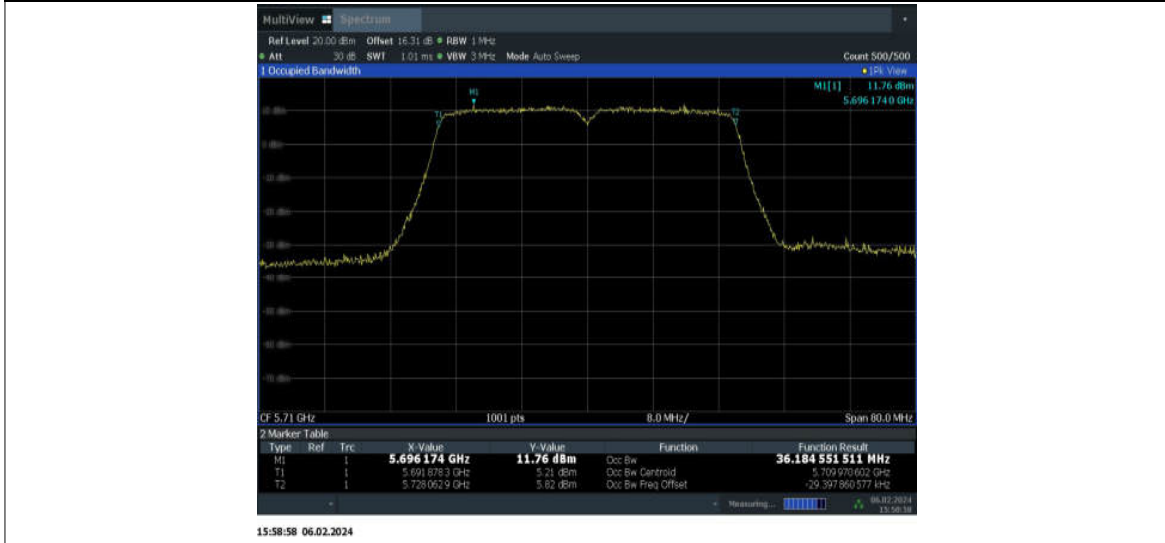 MultiView Spectrum
Ref Level 20.00 dBm Offset 16.31 dB RBW 1 MHz
Att 30 dB SWT 1.01 ms VBW 3 MHz Mode Auto Sweep Count 500/500
1 Occupied Bandwidth 1Pk View
M1[1] 11.76 dBm
5.696 1740 GHz
M1
T1
T2
CF 5.71 GHz 1001 pts 8.0 MHz/ Span 80.0 MHz
2 Marker Table
Type Ref Trc X-Value Y-Value Function Function Result
M1 1 5.696 174 GHz 11.76 dBm Occ Bw 36.184 551 511 MHz
T1 1 5.691 878 3 GHz 5.21 dBm Occ Bw Centroid 5.709 970 602 GHz
T2 1 5.728 062 9 GHz 5.82 dBm Occ Bw Freq Offset -29.397 860 577 kHz
Measuring... 06.02.2024
15:58:58
15:58:58 06.02.2024